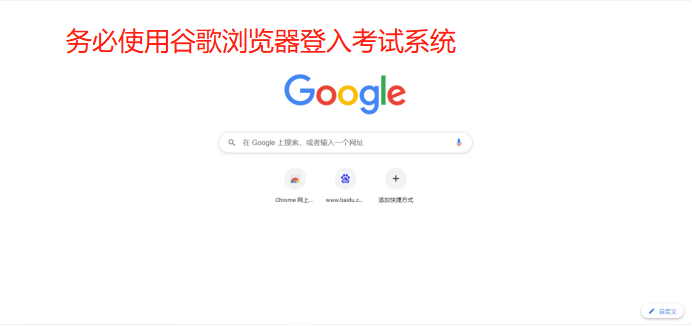 务必使用谷歌浏览器登入考试系统
Google
在 Google 上搜索，或者输入一个网址
Chrome 网上...
www.baidu.c...
添加快捷方式
自定义